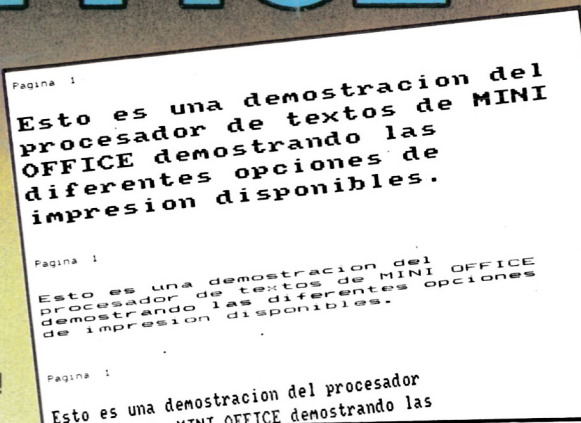 FFICE
Pagina 1
Esto es una demostracion del
procesador de textos de MINI
OFFICE demostrando las
diferentes opciones de
impresion disponibles.
Pagina 1
Esto es una demostracion del
procesador de textos de MINI OFFICE
demostrando las diferentes opciones
de impresion disponibles.
Pagina 1
Esto es una demostracion del procesador
MINI OFFICE demostrando las